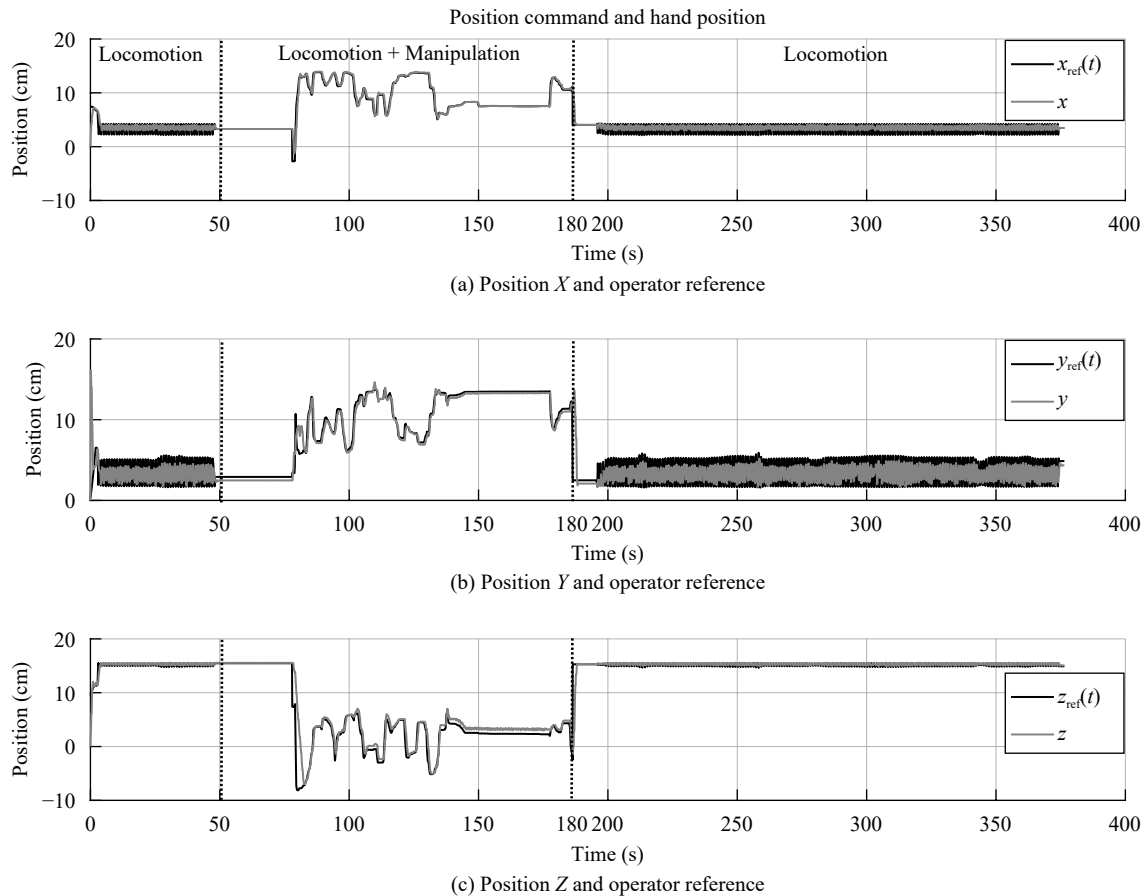 Position command and hand position
20
10
0
−10
Position (cm)
Locomotion
Locomotion + Manipulation
Locomotion
xref(t)
x
0 50 100 150 180 200 250 300 350 400
Time (s)
(a) Position X and operator reference
20
10
0
Position (cm)
yref(t)
y
0 50 100 150 180 200 250 300 350 400
Time (s)
(b) Position Y and operator reference
20
10
0
−10
Position (cm)
zref(t)
z
0 50 100 150 180 200 250 300 350 400
Time (s)
(c) Position Z and operator reference